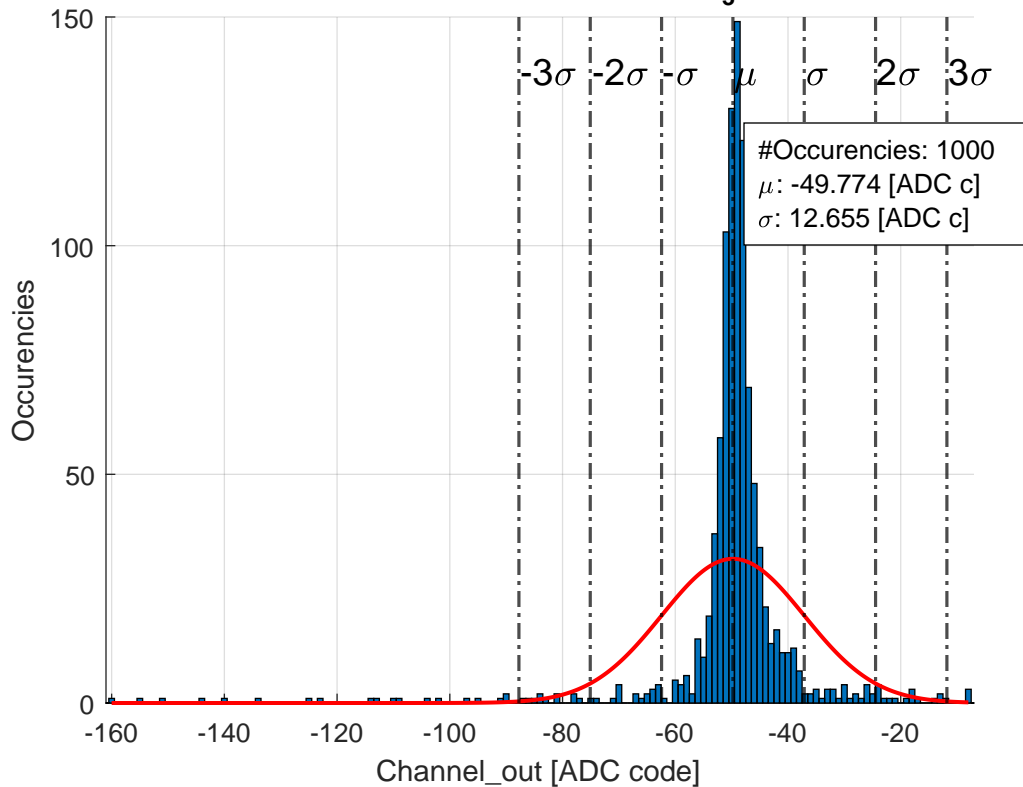 150
-3σ -2σ -σ μ σ 2σ 3σ
#Occurencies: 1000
μ: -49.774 [ADC c]
σ: 12.655 [ADC c]
100
Occurencies
50
0
-160 -140 -120 -100 -80 -60 -40 -20
Channel_out [ADC code]